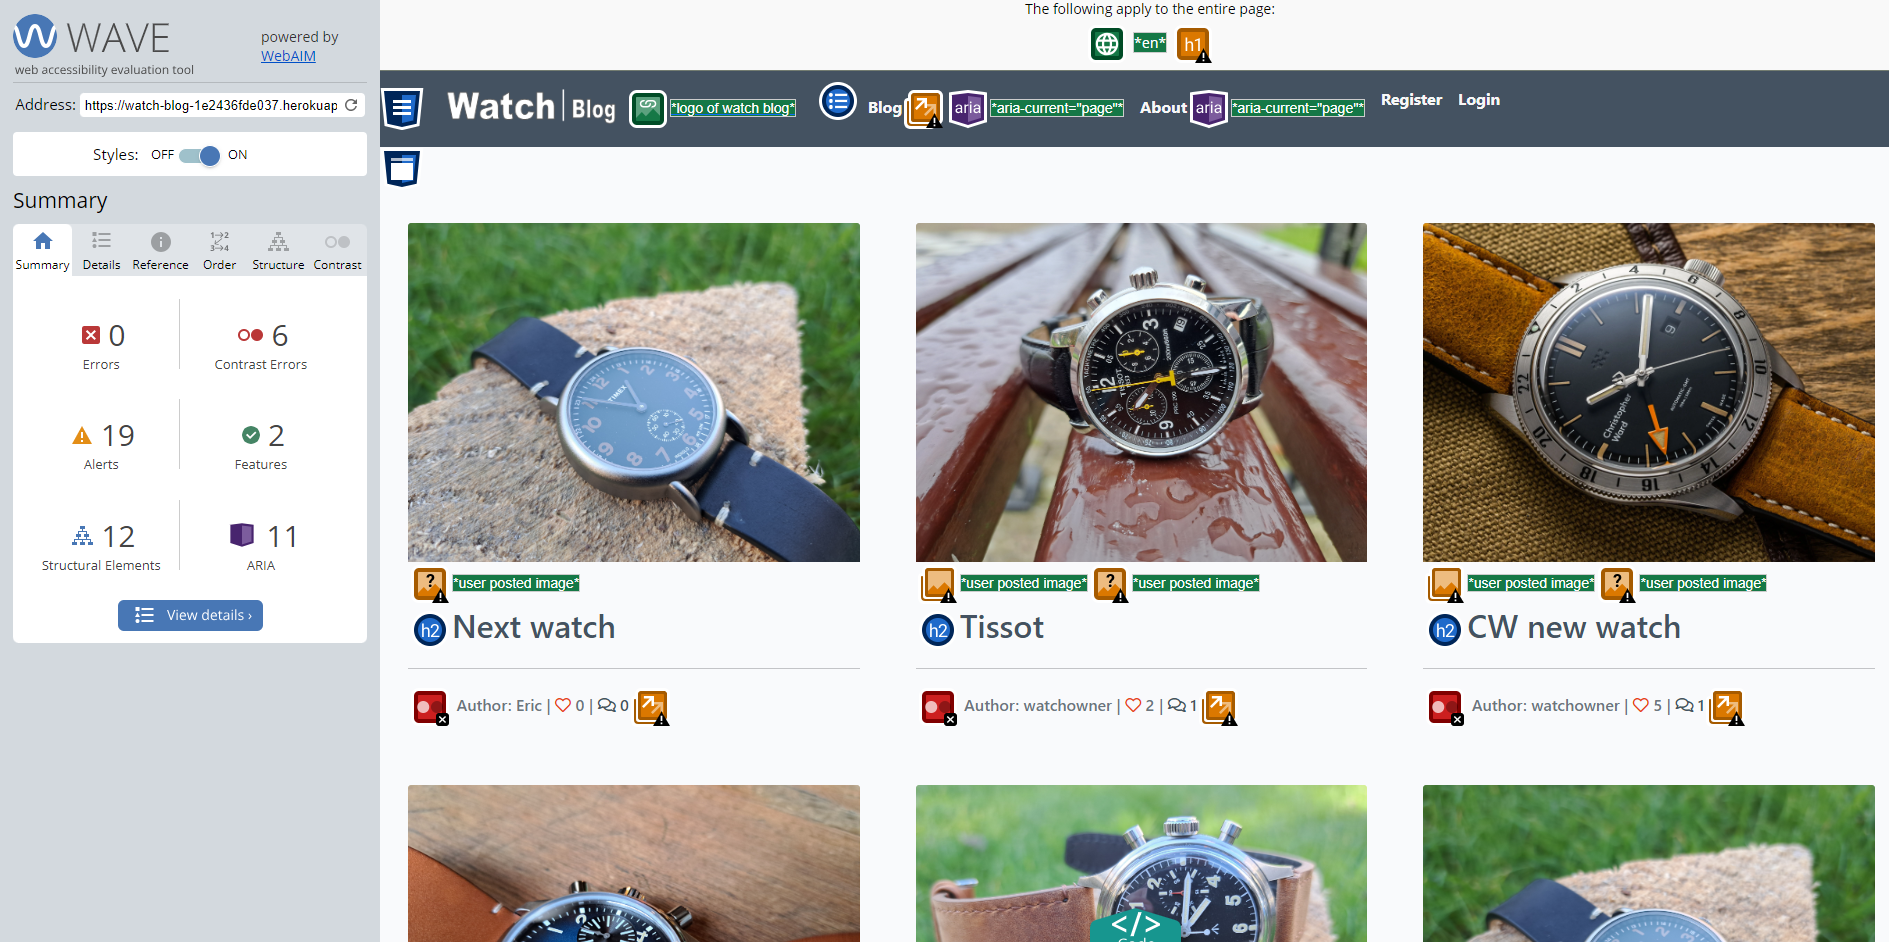 WAVE
powered by
WebAIM
web accessibility evaluation tool
Address: https://watch-blog-1e2436fde037.herokuap
Styles: OFF ON
Summary
Summary Details Reference Order Structure Contrast
0 Errors
6 Contrast Errors
19 Alerts
2 Features
12 Structural Elements
11 ARIA
View details ›
The following apply to the entire page:
*en* h1
Watch | Blog *logo of watch blog* Blog aria *aria-current="page"* About aria *aria-current="page"* Register Login
TIMEX
TISSOT
Christopher
Ward
? *user posted image*
*user posted image* ? *user posted image*
*user posted image* ? *user posted image*
h2 Next watch
h2 Tissot
h2 CW new watch
Author: Eric | 0 | 0
Author: watchowner | 2 | 1
Author: watchowner | 5 | 1
</> Code